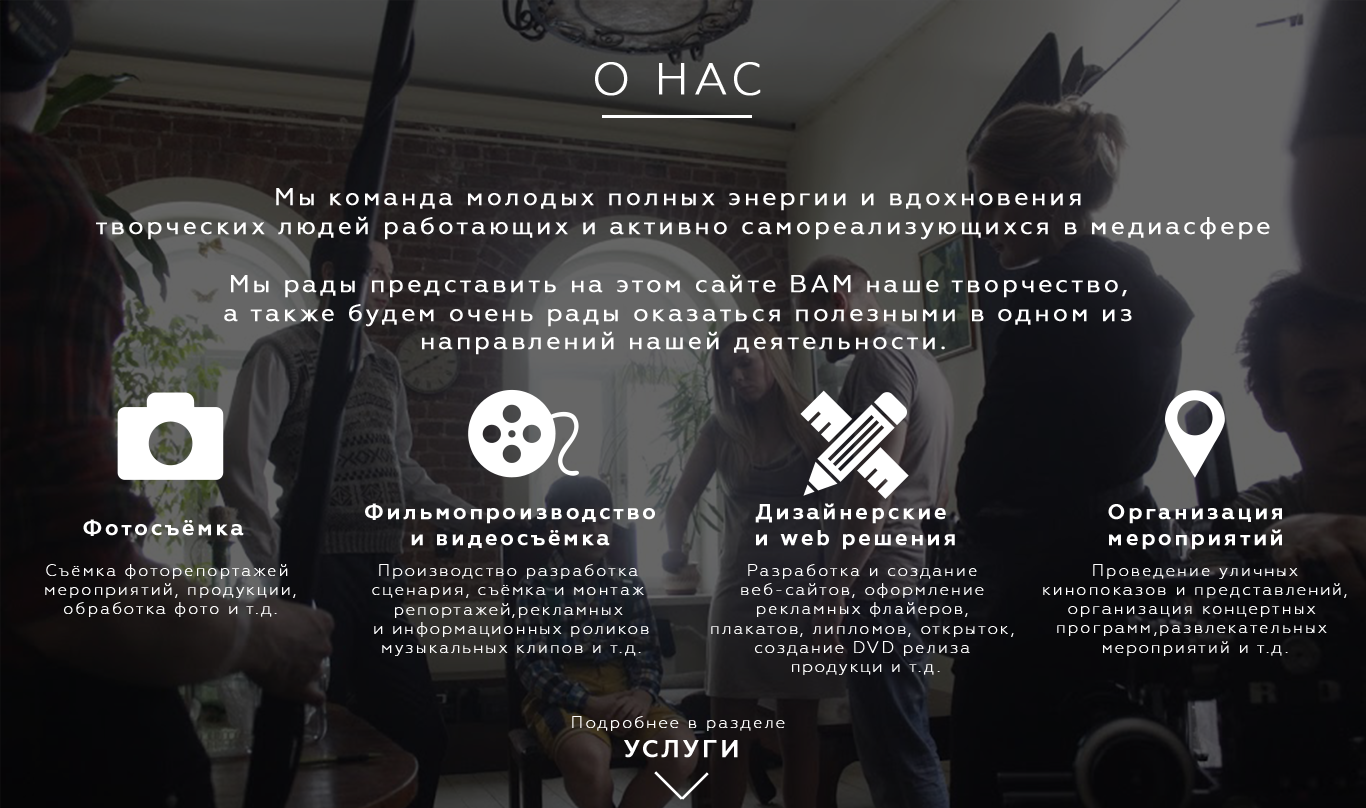 О НАС
Мы команда молодых полных энергии и вдохновения
творческих людей работающих и активно самореализующихся в медиасфере
Мы рады представить на этом сайте ВАМ наше творчество,
а также будем очень рады оказаться полезными в одном из
направлений нашей деятельности.
Фотосъёмка
Съёмка фоторепортажей
мероприятий, продукции,
обработка фото и т.д.
Фильмопроизводство
и видеосъёмка
Производство разработка
сценария, съёмка и монтаж
репортажей,рекламных
и информационных роликов
музыкальных клипов и т.д.
Дизайнерские
и web решения
Разработка и создание
веб-сайтов, оформление
рекламных флайеров,
плакатов, липломов, открыток,
создание DVD релиза
продукци и т.д.
Организация
мероприятий
Проведение уличных
кинопоказов и представлений,
организация концертных
программ,развлекательных
мероприятий и т.д.
Подробнее в разделе
УСЛУГИ